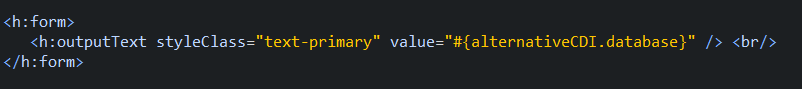 <h:form>
<h:outputText styleClass="text-primary" value="#{alternativeCDI.database}" /> <br/>
</h:form>